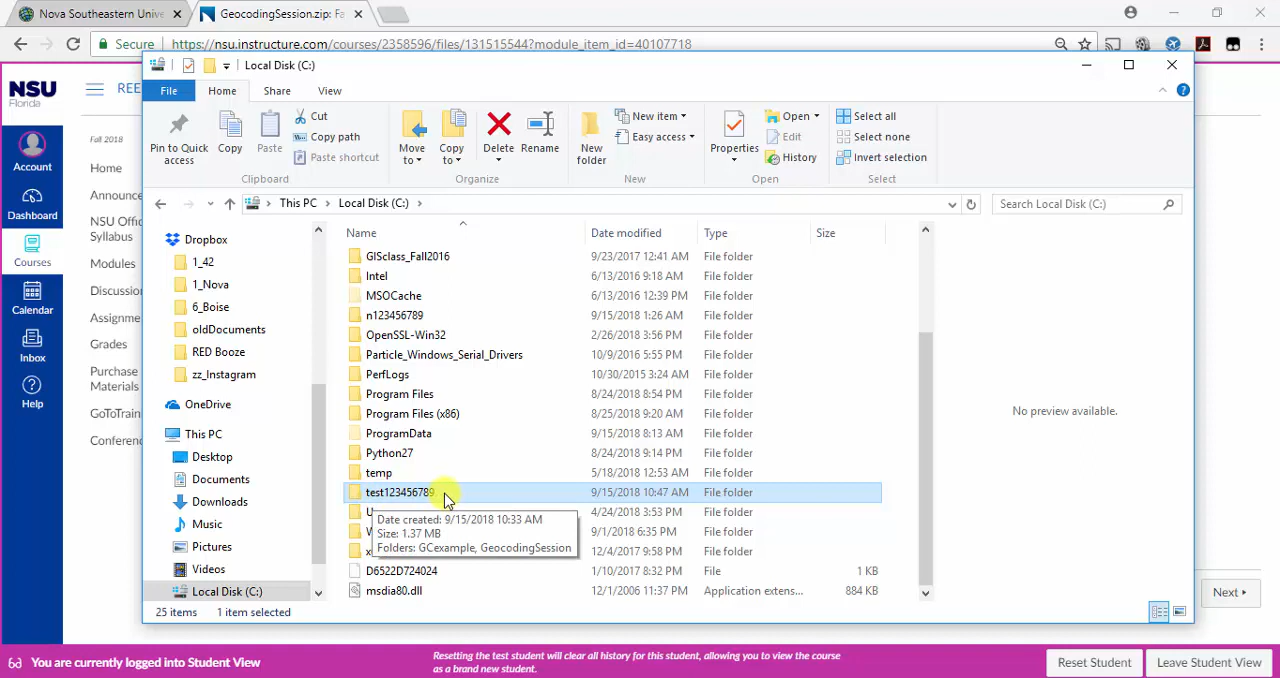 Nova Southeastern Unive
GeocodingSession.zip: Fa
Secure
https://nsu.instructure.com/courses/2358596/files/131515544?module_item_id=40107718
NSU
Florida
Account
Dashboard
Courses
Calendar
Inbox
Help
REE
Fall 2018
Home
Announce
NSU Offic
Syllabus
Modules
Discussion
Assignme
Grades
Purchase
Materials
GoToTrain
Conferenc
Local Disk (C:)
File
Home
Share
View
Pin to Quick
access
Copy
Paste
Cut
Copy path
Paste shortcut
Clipboard
Move
to
Copy
to
Delete
Rename
Organize
New
folder
New item
Easy access
New
Properties
Open
Edit
History
Open
Select all
Select none
Invert selection
Select
This PC
Local Disk (C:)
Search Local Disk (C:)
Dropbox
1_42
1_Nova
6_Boise
oldDocuments
RED Booze
zz_Instagram
OneDrive
This PC
Desktop
Documents
Downloads
Music
Pictures
Videos
Local Disk (C:)
Name Date modified Type Size
GISclass_Fall2016 9/23/2017 12:41 AM File folder
Intel 6/13/2016 9:18 AM File folder
MSOCache 6/13/2016 12:39 PM File folder
n123456789 9/15/2018 1:26 AM File folder
OpenSSL-Win32 2/26/2018 3:56 PM File folder
Particle_Windows_Serial_Drivers 10/9/2016 5:55 PM File folder
PerfLogs 10/30/2015 3:24 AM File folder
Program Files 8/24/2018 8:54 PM File folder
Program Files (x86) 8/25/2018 9:20 AM File folder
ProgramData 9/15/2018 8:13 AM File folder
Python27 8/24/2018 9:14 PM File folder
temp 5/18/2018 12:53 AM File folder
test123456789 9/15/2018 10:47 AM File folder
4/24/2018 3:53 PM File folder
9/1/2018 6:35 PM File folder
12/4/2017 9:58 PM File folder
D6522D724024 1/10/2017 8:32 PM File 1 KB
msdia80.dll 12/1/2006 11:37 PM Application extens... 884 KB
Date created: 9/15/2018 10:33 AM
Size: 1.37 MB
Folders: GCexample, GeocodingSession
No preview available.
25 items
1 item selected
Next
You are currently logged into Student View
Resetting the test student will clear all history for this student, allowing you to view the course
as a brand new student.
Reset Student
Leave Student View